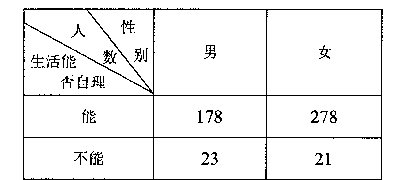 人 性
数 别
生活能
否自理
男 女
能 178 278
不能 23 21